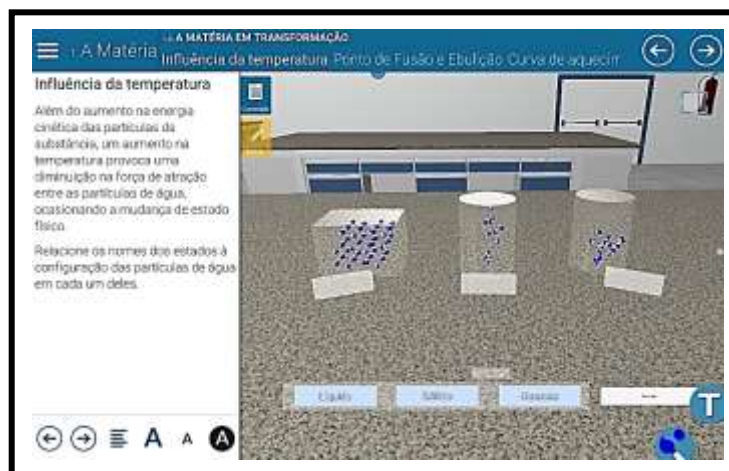 A MATÉRIA EM TRANSFORMAÇÃO
A Matéria
Influência da temperatura Ponto de Fusão e Ebulição Curva de aquecim
Influência da temperatura
Além do aumento na energia
cinética das partículas da
substância, um aumento na
temperatura provoca uma
diminuição na força de atração
entre as partículas de água,
ocasionando a mudança de estado
físico.
Relacione os nomes dos estados à
configuração das partículas de água
em cada um deles.
Líquido
Sólido
Gasoso
T
A A A